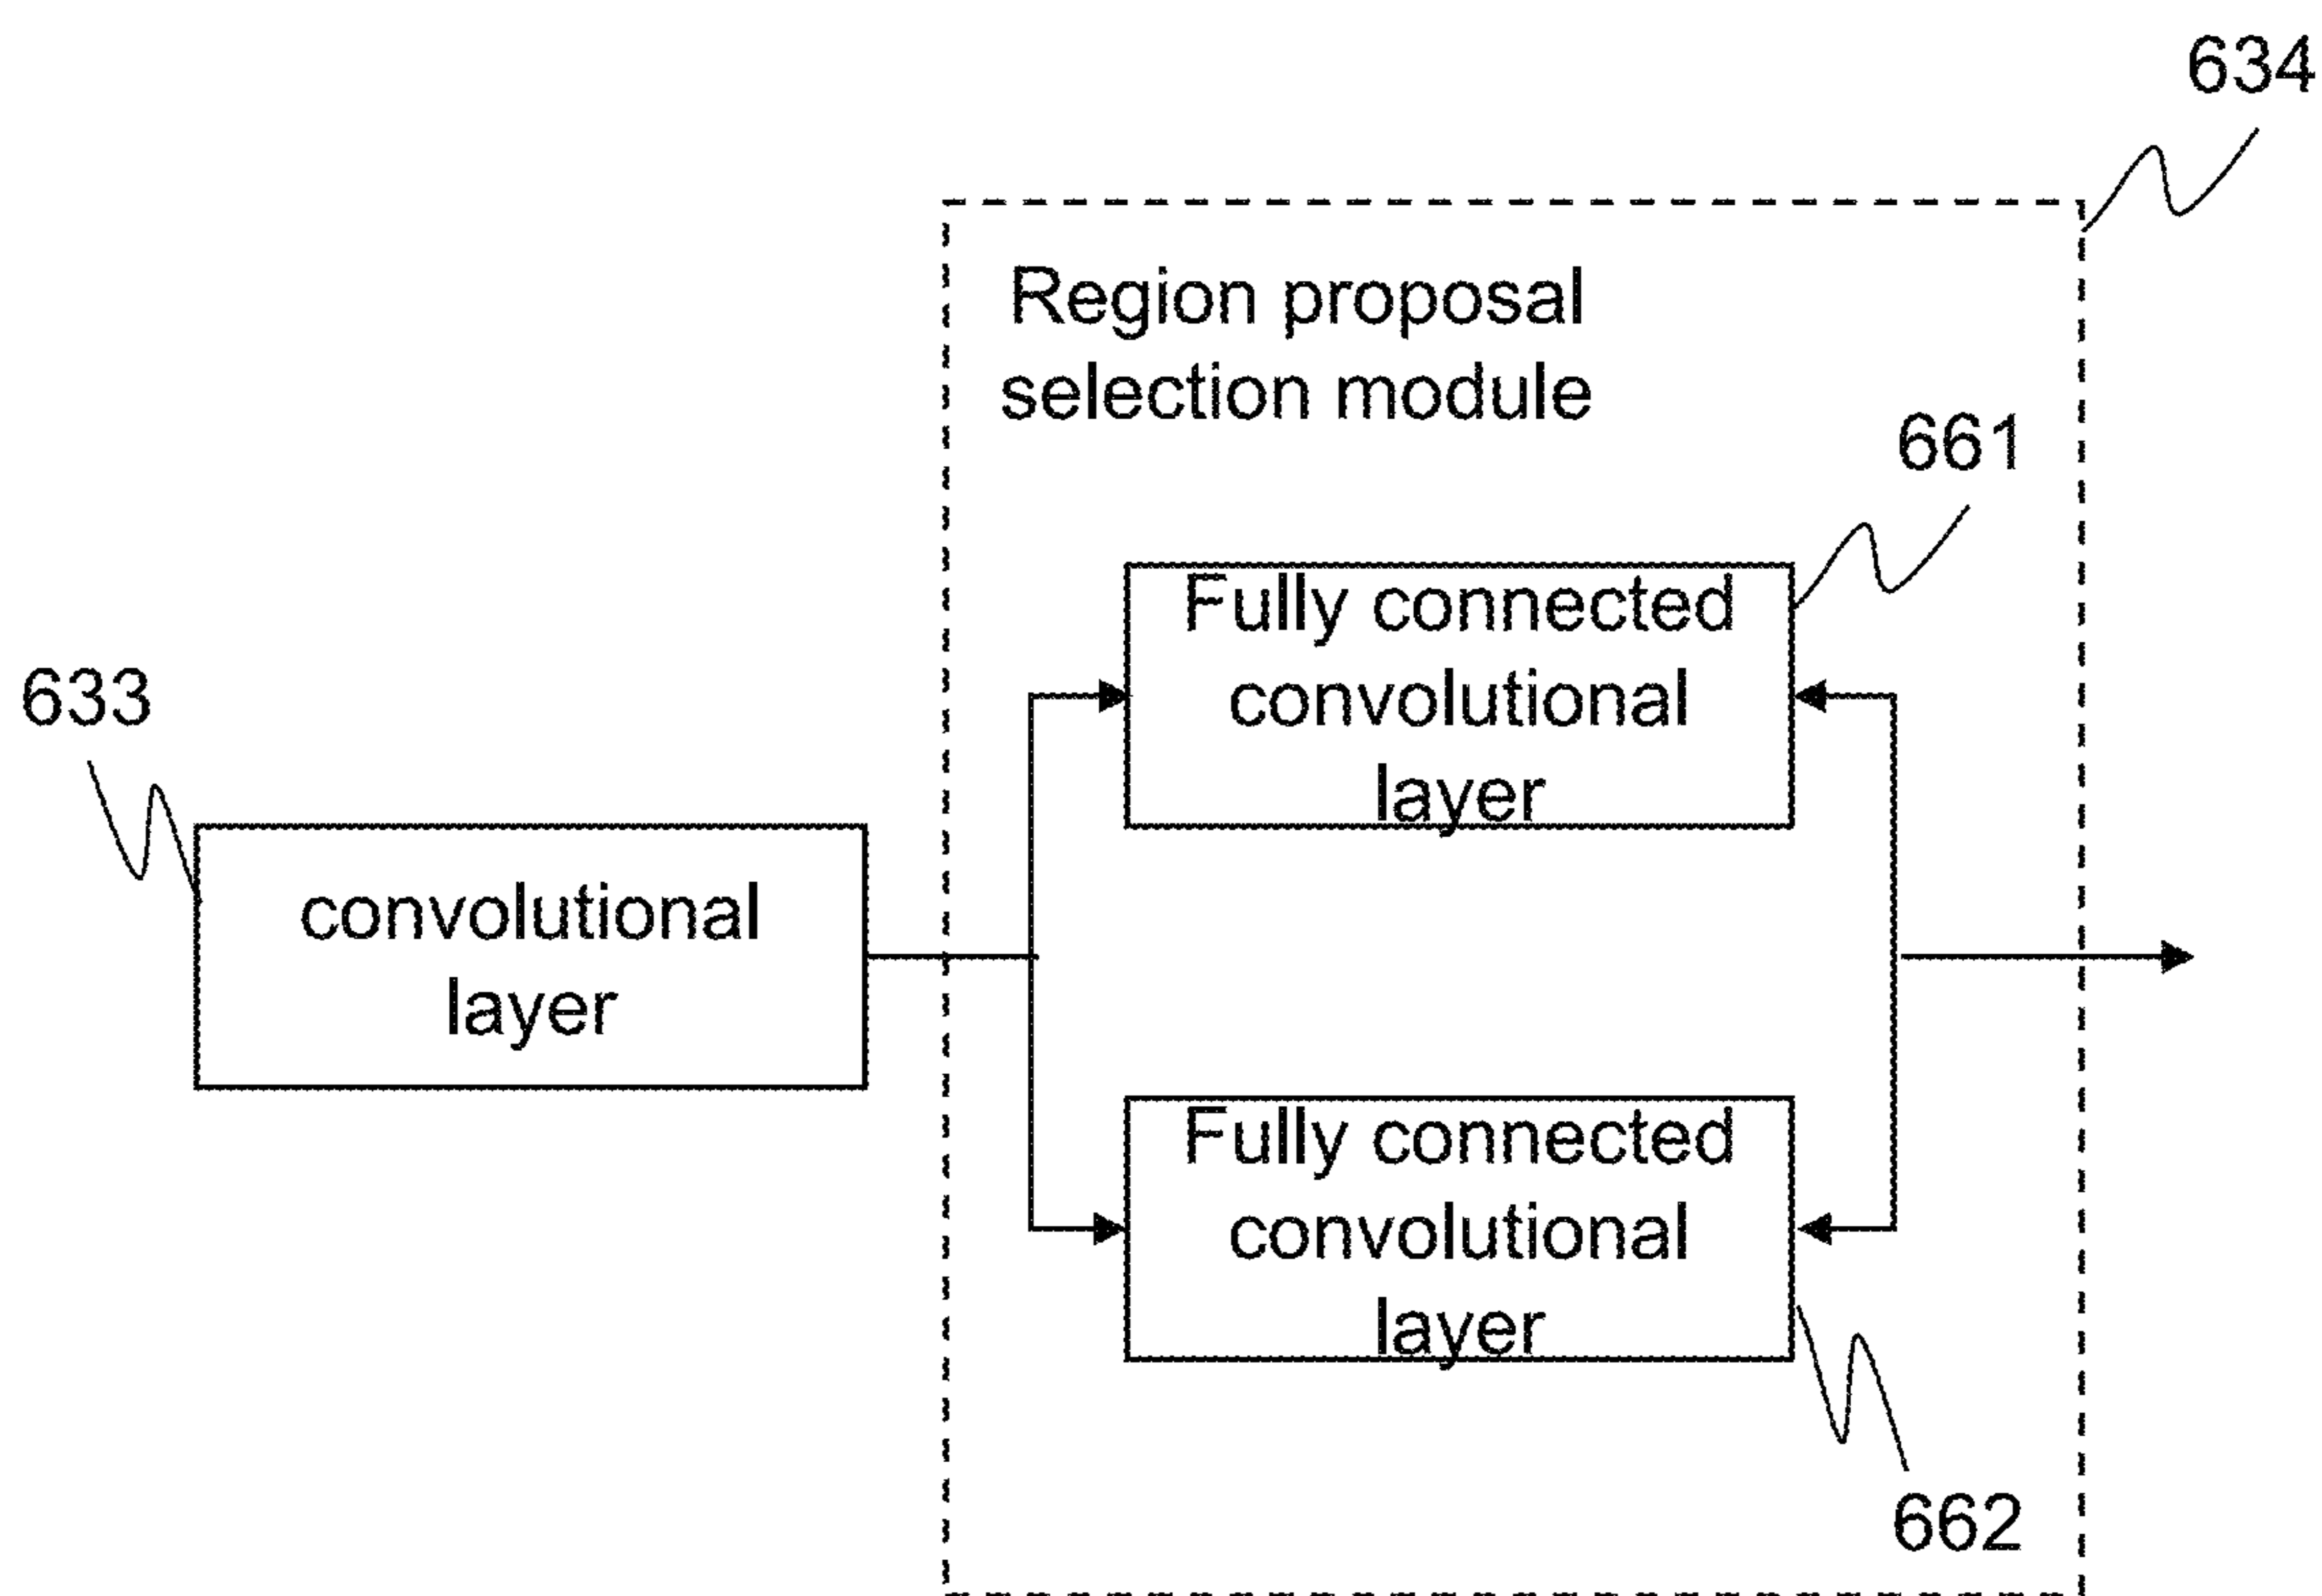 634
Region proposal
selection module
661
Fully connected
convolutional
layer
633
convolutional
layer
Fully connected
convolutional
layer
662